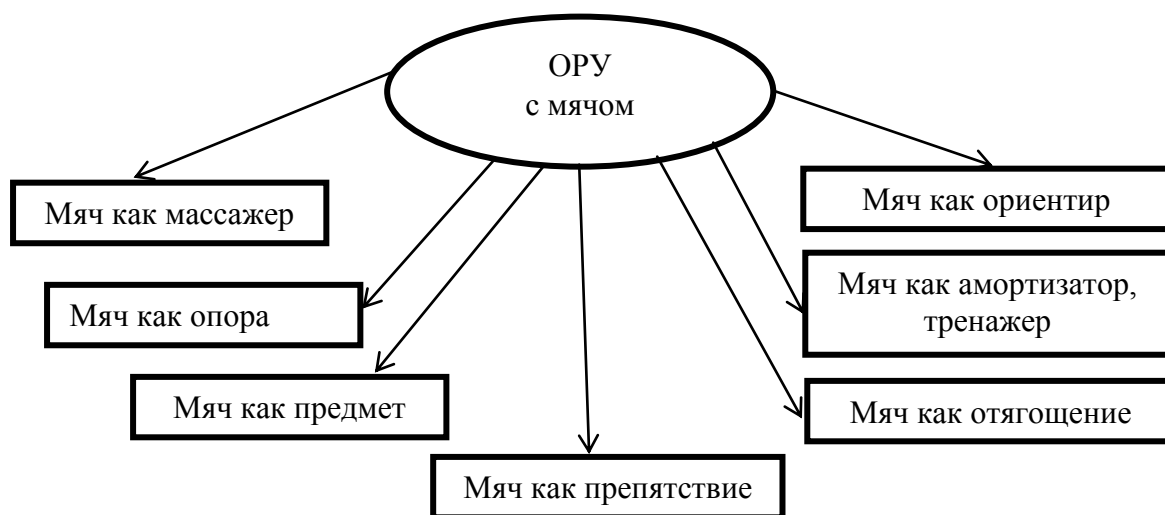 ОРУ
с мячом
Мяч как массажер
Мяч как ориентир
Мяч как опора
Мяч как амортизатор,
тренажер
Мяч как предмет
Мяч как отягощение
Мяч как препятствие